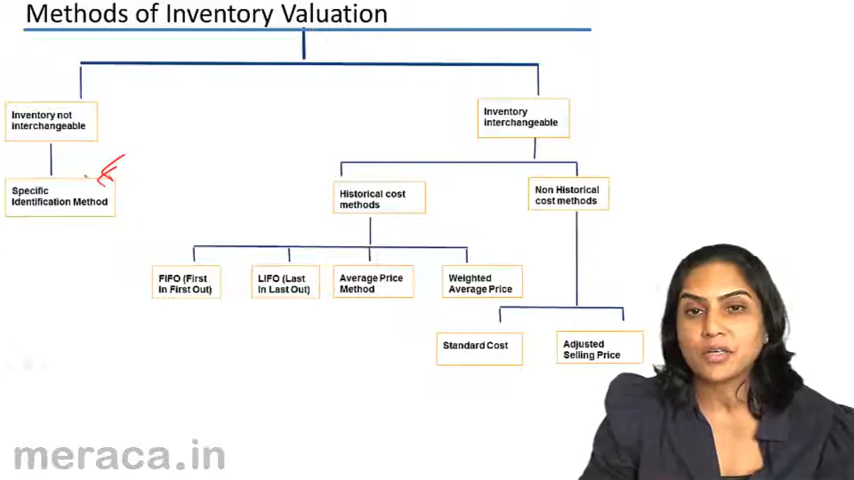 Methods of Inventory Valuation
Inventory not
interchangeable
Inventory
interchangeable
Specific
Identification Method
Historical cost
methods
Non Historical
cost methods
FIFO (First
In First Out)
LIFO (Last
In Last Out)
Average Price
Method
Weighted
Average Price
Standard Cost
Adjusted
Selling Price
meraca.in